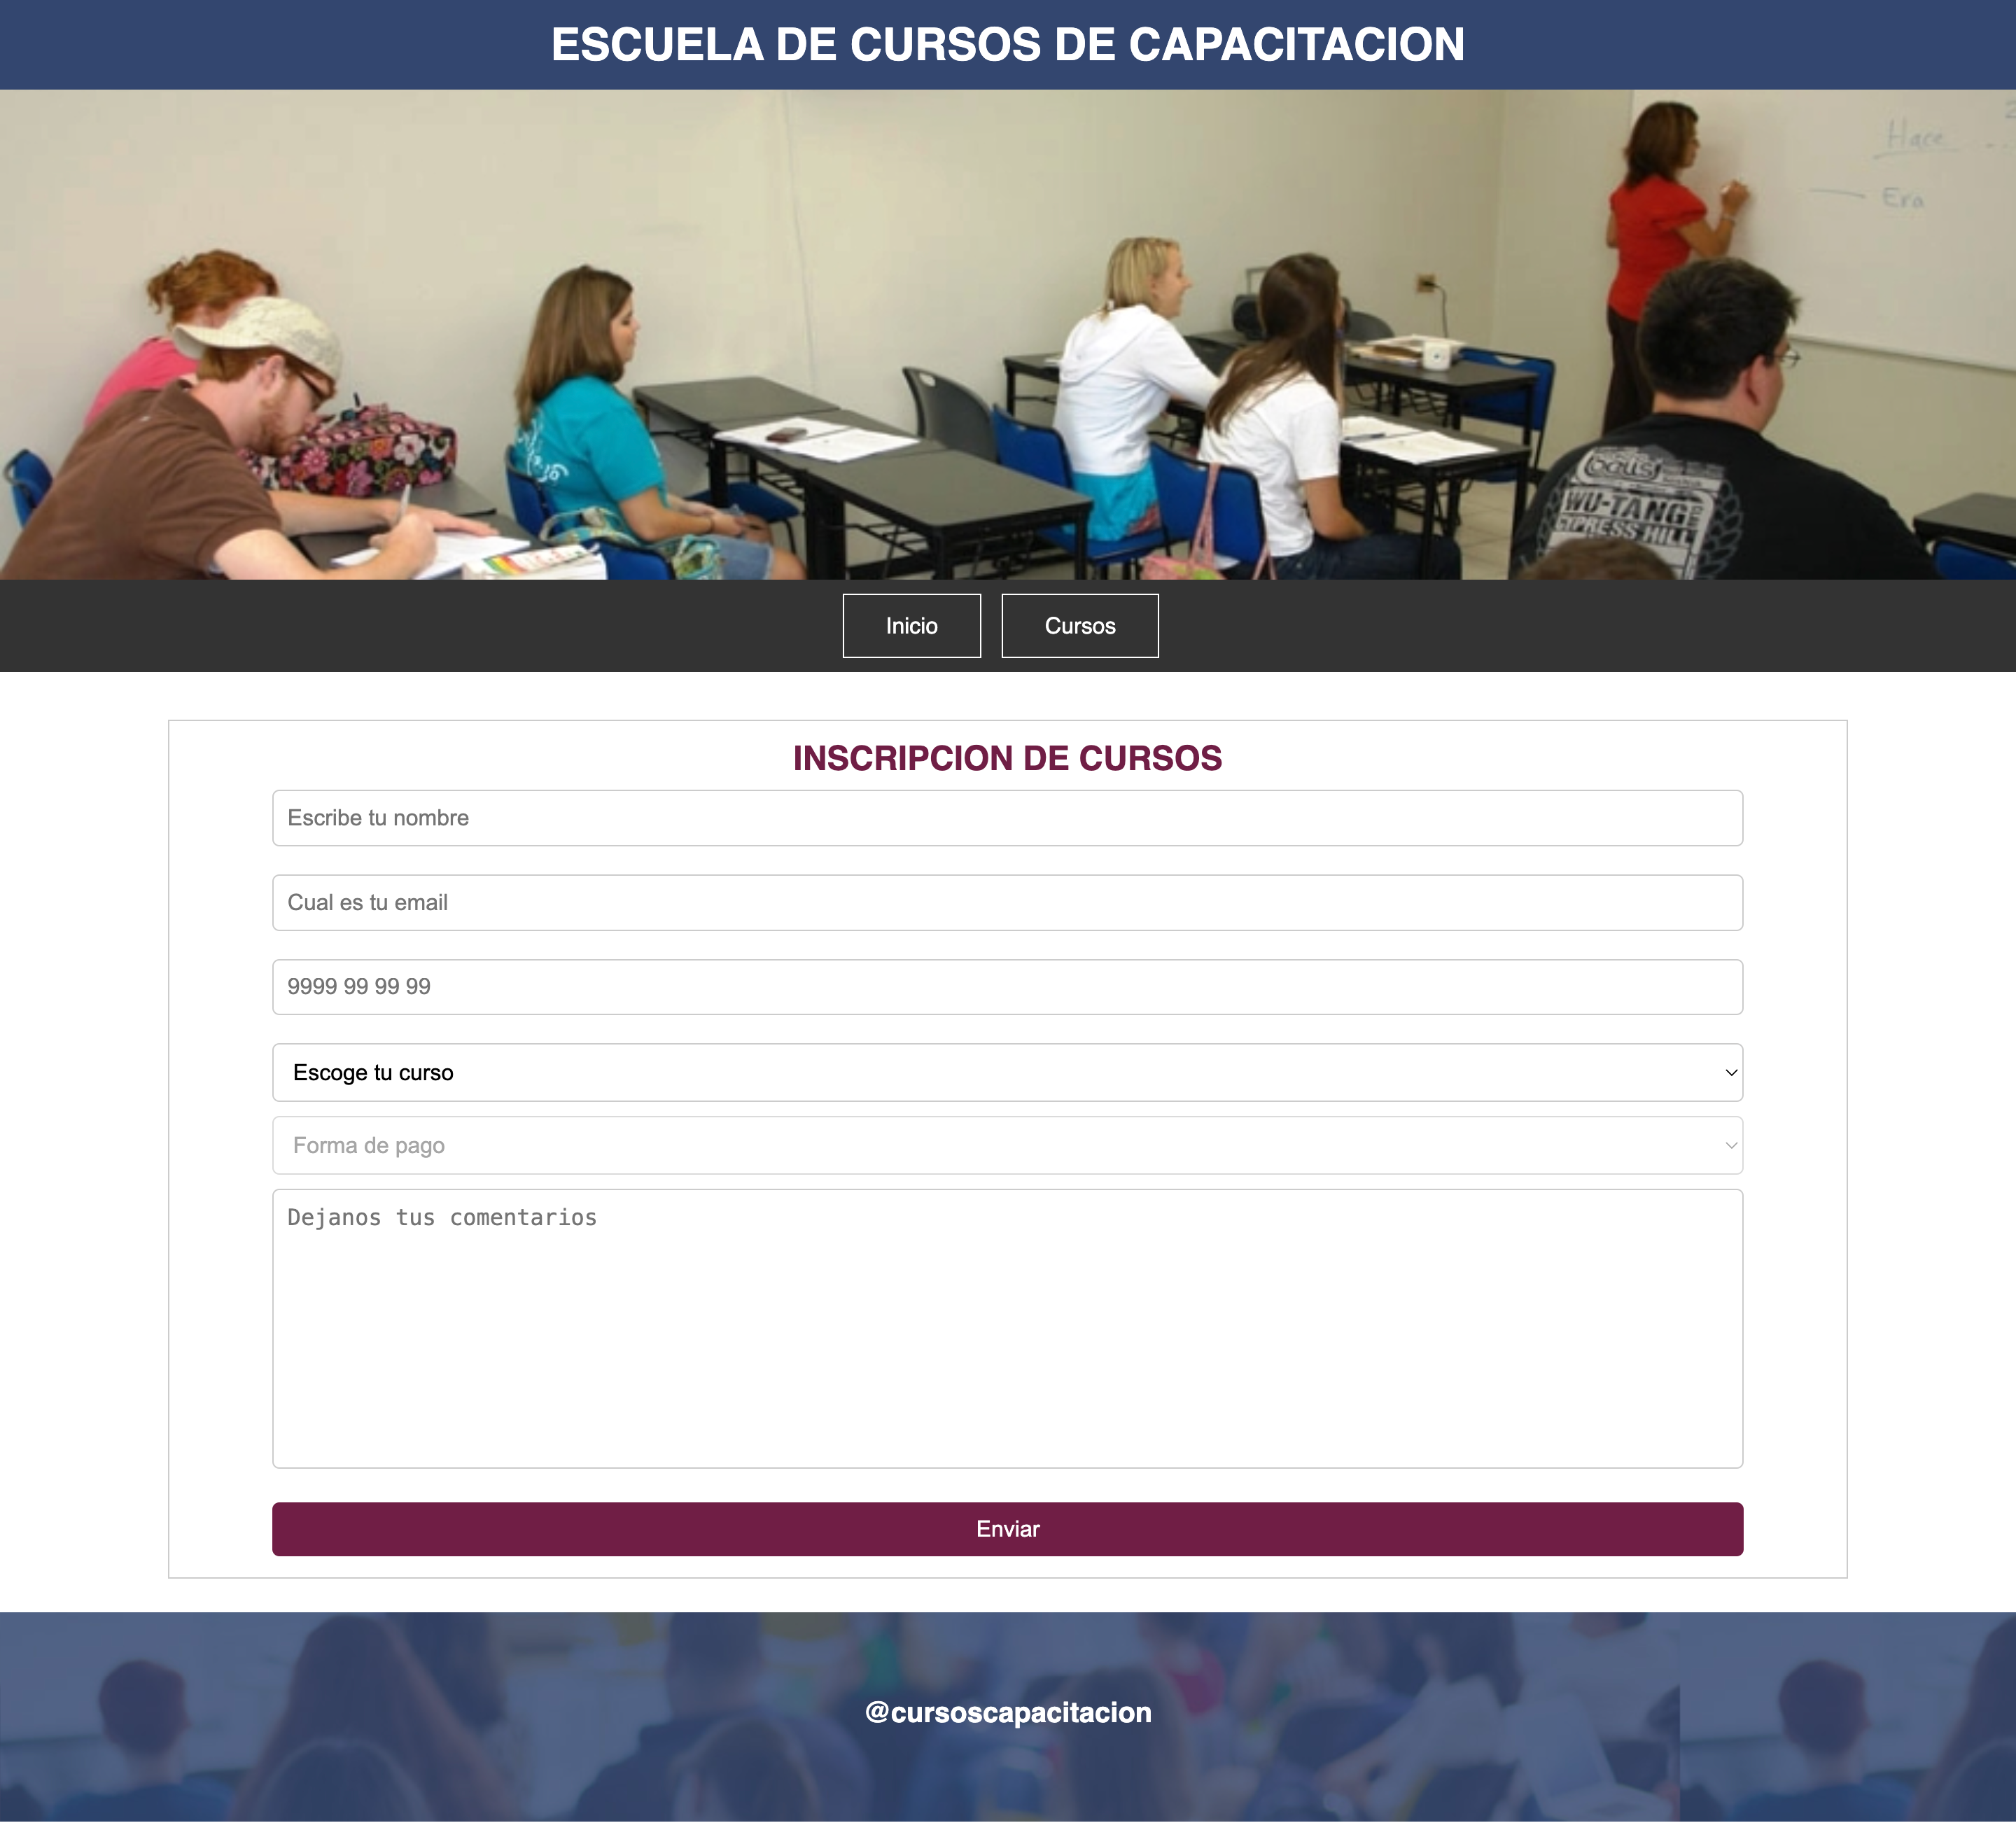 ESCUELA DE CURSOS DE CAPACITACION
Hace
Era
WU-TANG
CYPRESS HILL
Inicio
Cursos
INSCRIPCION DE CURSOS
Escribe tu nombre
Cual es tu email
9999 99 99 99
Escoge tu curso
Forma de pago
Dejanos tus comentarios
Enviar
@cursoscapacitacion